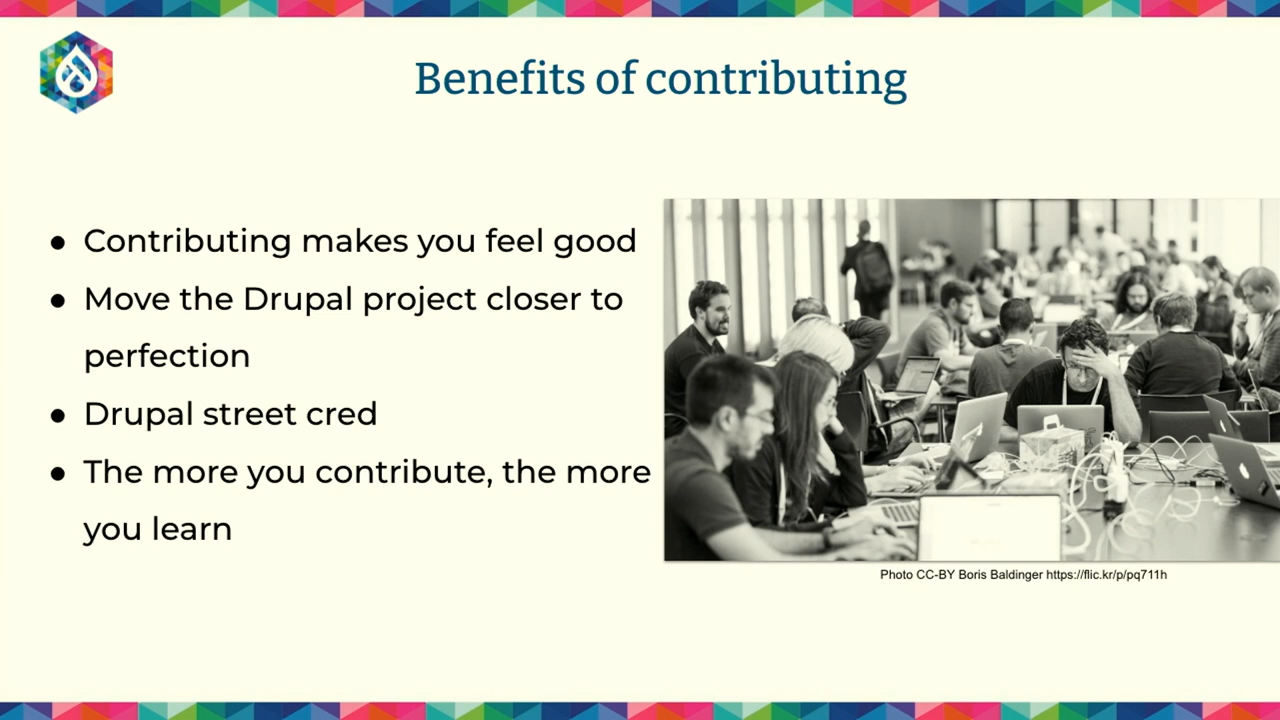 Benefits of contributing
● Contributing makes you feel good
● Move the Drupal project closer to
perfection
● Drupal street cred
● The more you contribute, the more
you learn
Photo CC-BY Boris Baldinger https://flic.kr/p/pq711h